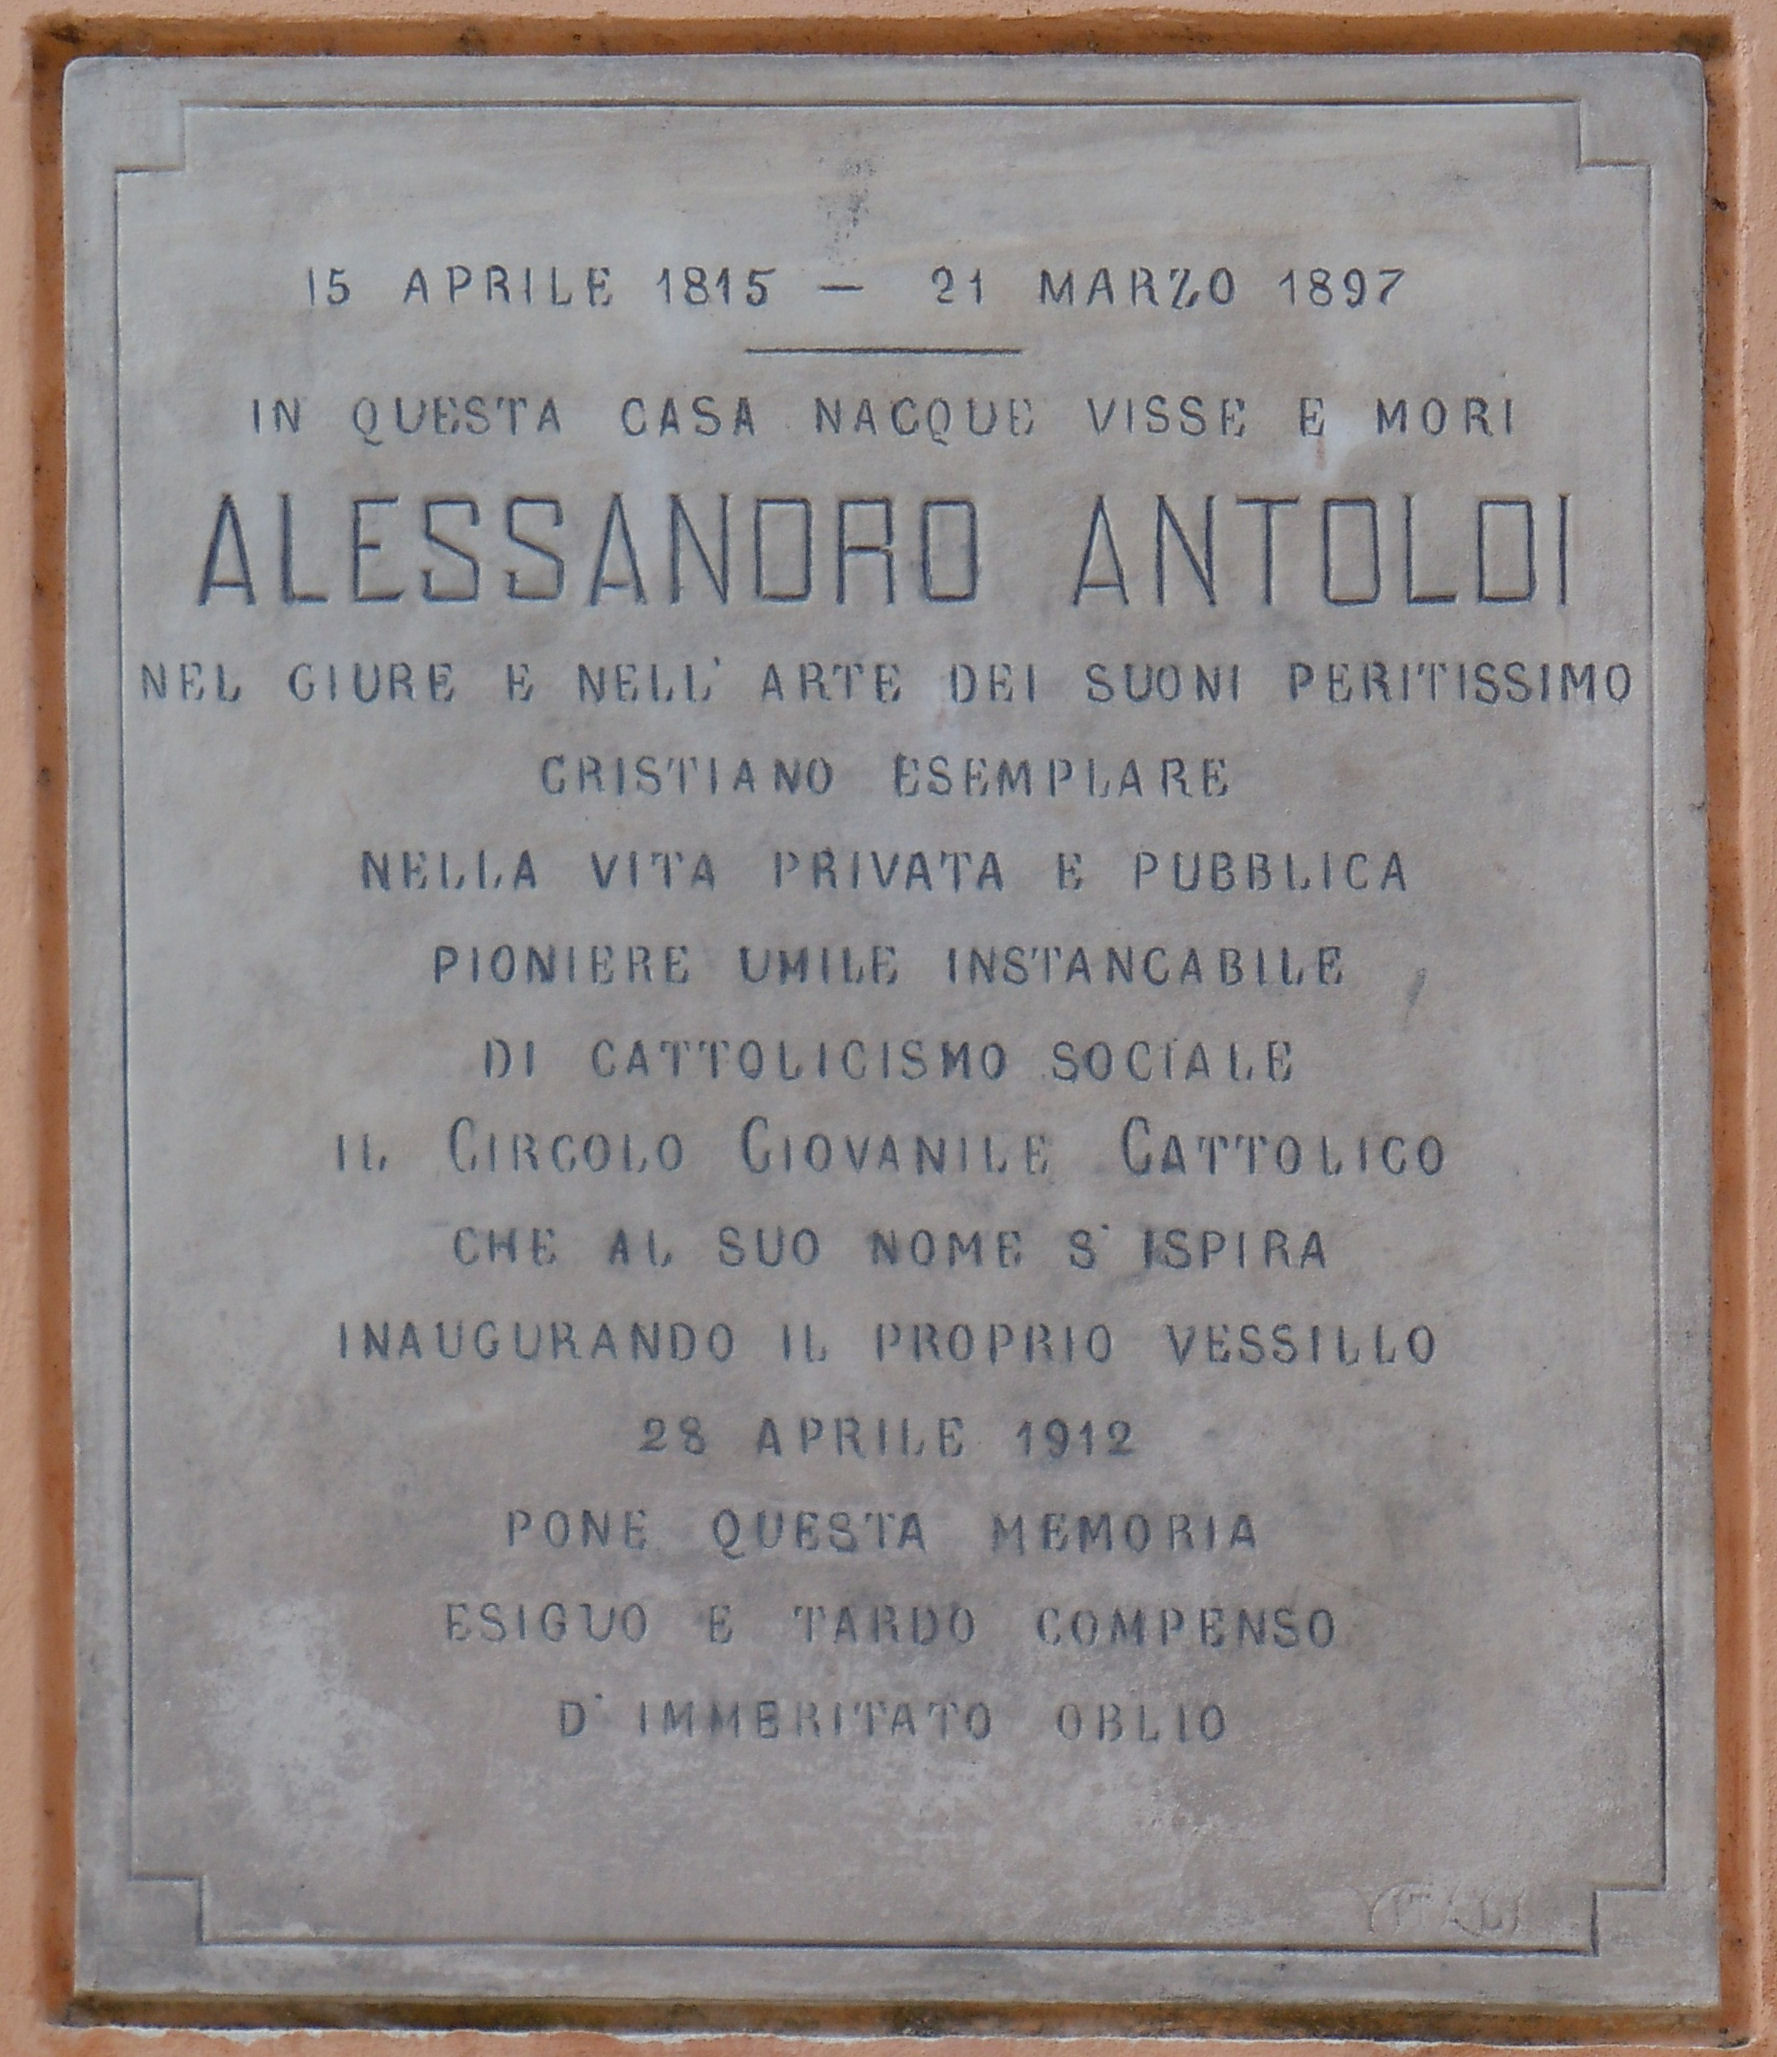 15 APRILE 1815 — 21 MARZO 1897
IN QUESTA CASA NACQUE VISSE E MORI
ALESSANDRO ANTOLDI
NEL GIURE E NELL' ARTE DEI SUONI PERITISSIMO
CRISTIANO ESEMPLARE
NELLA VITA PRIVATA E PUBBLICA
PIONIERE UMILE INSTANCABILE
DI CATTOLICISMO SOCIALE
IL CIRCOLO GIOVANILE CATTOLICO
CHE AL SUO NOME S' ISPIRA
INAUGURANDO IL PROPRIO VESSILLO
28 APRILE 1912
PONE QUESTA MEMORIA
ESIGUO E TARDO COMPENSO
D' IMMERITATO OBLIO